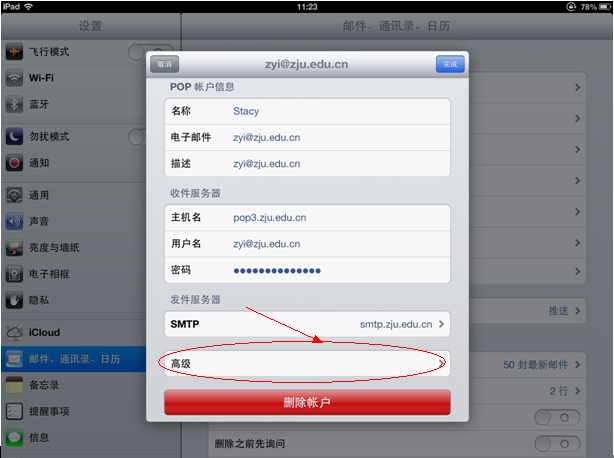 iPad 11:23 78%
设置
飞行模式
Wi-Fi
蓝牙
勿扰模式
通知
通用
声音
亮度与墙纸
电子相框
隐私
iCloud
邮件、通讯录、日历
备忘录
提醒事项
信息
邮件、通讯录、日历
取消 zyi@zju.edu.cn 完成
POP 帐户信息
名称 Stacy
电子邮件 zyi@zju.edu.cn
描述 zyi@zju.edu.cn
收件服务器
主机名 pop3.zju.edu.cn
用户名 zyi@zju.edu.cn
密码 ●●●●●●●●●●●●●●
发件服务器
SMTP smtp.zju.edu.cn
高级
删除帐户
推送
50 封最新邮件
2 行
删除之前先询问